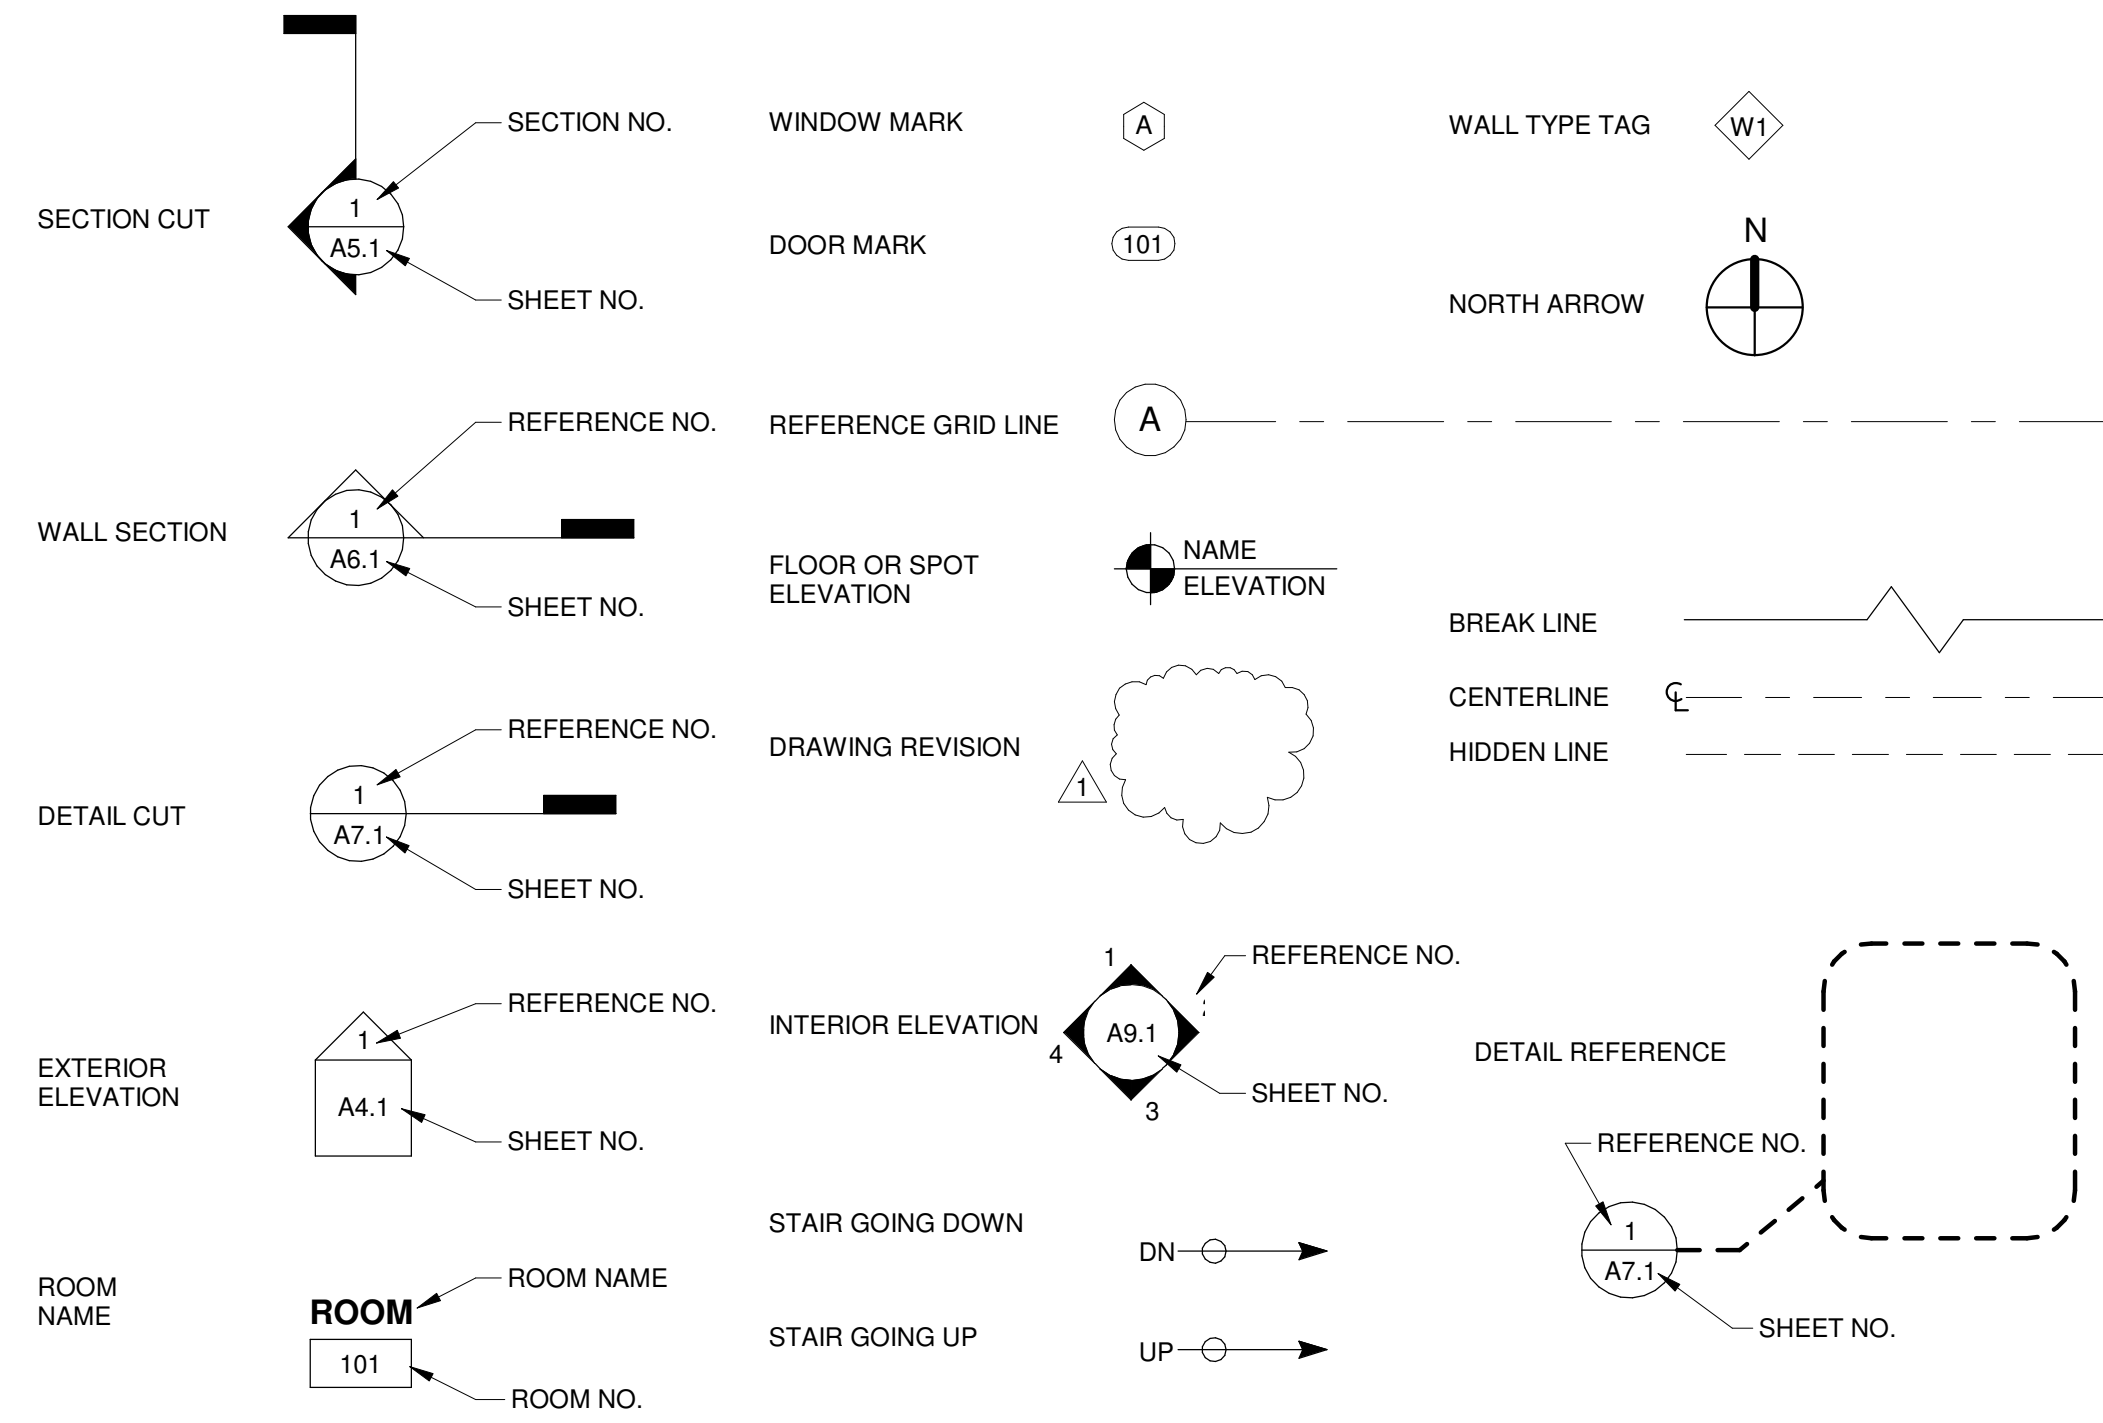 SECTION CUT
1
A5.1
SECTION NO.
SHEET NO.
WALL SECTION
1
A6.1
REFERENCE NO.
SHEET NO.
DETAIL CUT
1
A7.1
REFERENCE NO.
SHEET NO.
EXTERIOR
ELEVATION
1
A4.1
REFERENCE NO.
SHEET NO.
ROOM
NAME
ROOM
101
ROOM NAME
ROOM NO.
WINDOW MARK
A
DOOR MARK
101
REFERENCE GRID LINE
A
FLOOR OR SPOT
ELEVATION
NAME
ELEVATION
DRAWING REVISION
1
INTERIOR ELEVATION
1
A9.1
4
3
REFERENCE NO.
SHEET NO.
STAIR GOING DOWN
DN
STAIR GOING UP
UP
WALL TYPE TAG
W1
NORTH ARROW
N
BREAK LINE
CENTERLINE
℄
HIDDEN LINE
DETAIL REFERENCE
REFERENCE NO.
1
A7.1
SHEET NO.